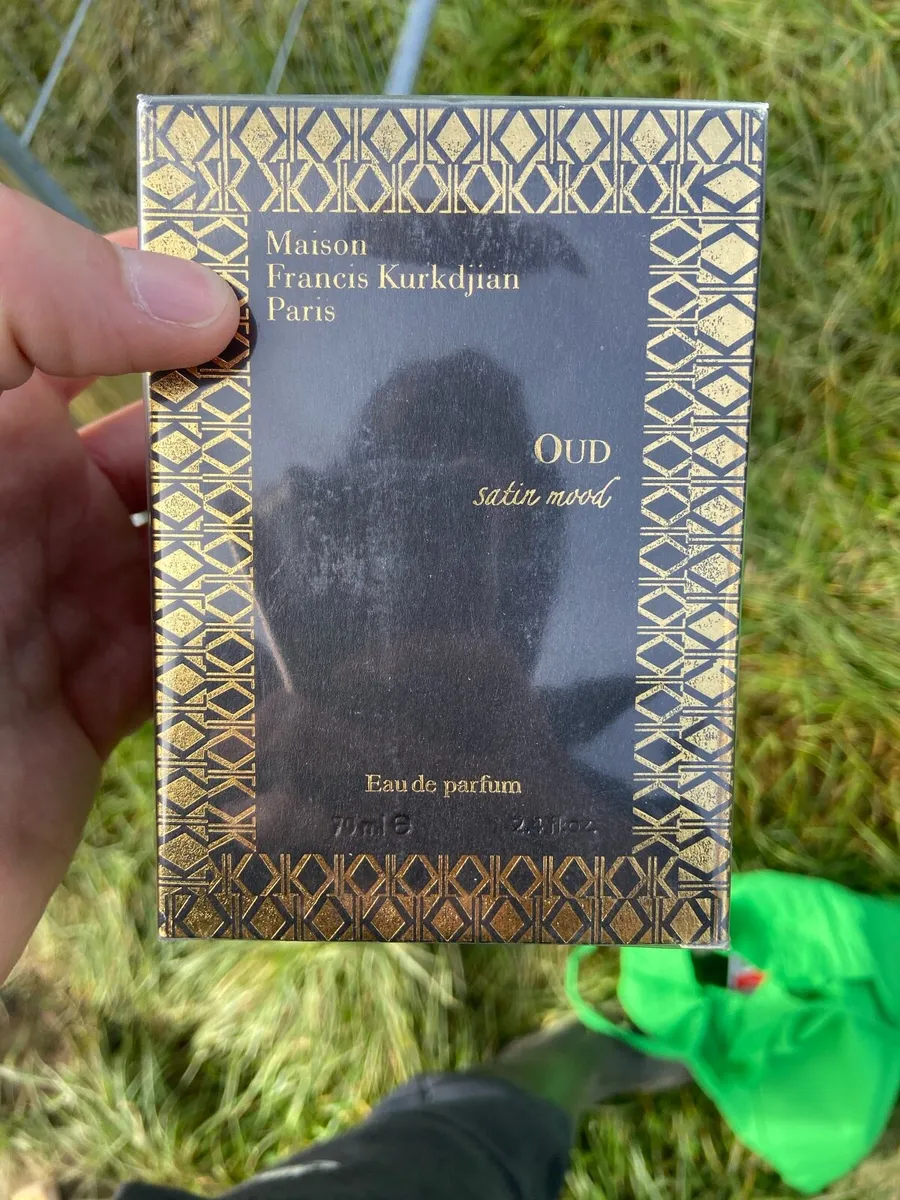 Maison
Francis Kurkdjian
Paris
OUD
satin mood
Eau de parfum
70 ml ℮ 2.4 fl.oz